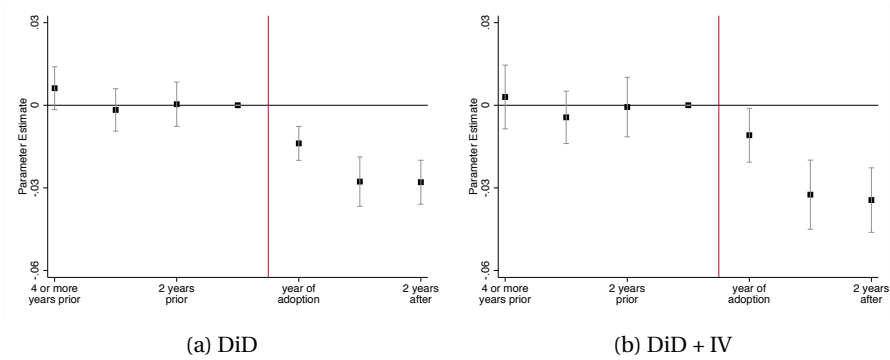 .03
0
-.03
-.06
Parameter Estimate
4 or more
years prior
2 years
prior
year of
adoption
2 years
after
(a) DiD
.03
0
-.03
-.06
Parameter Estimate
4 or more
years prior
2 years
prior
year of
adoption
2 years
after
(b) DiD + IV